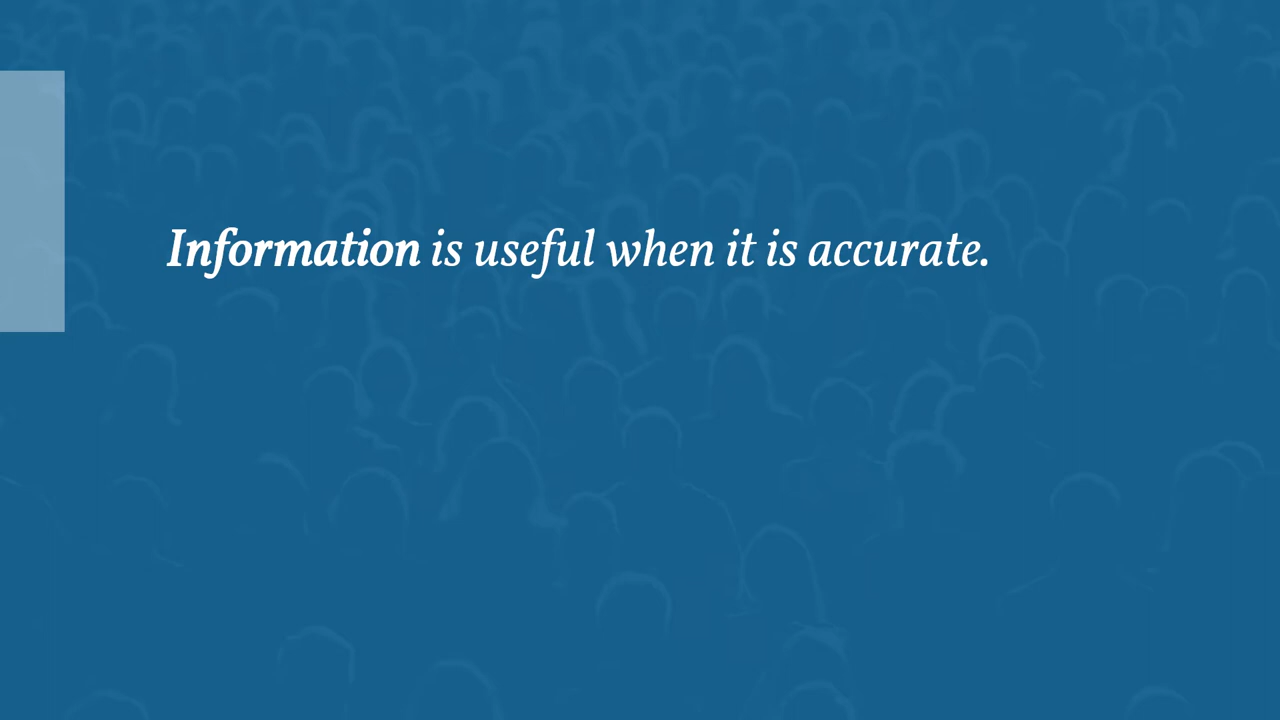 Information is useful when it is accurate.